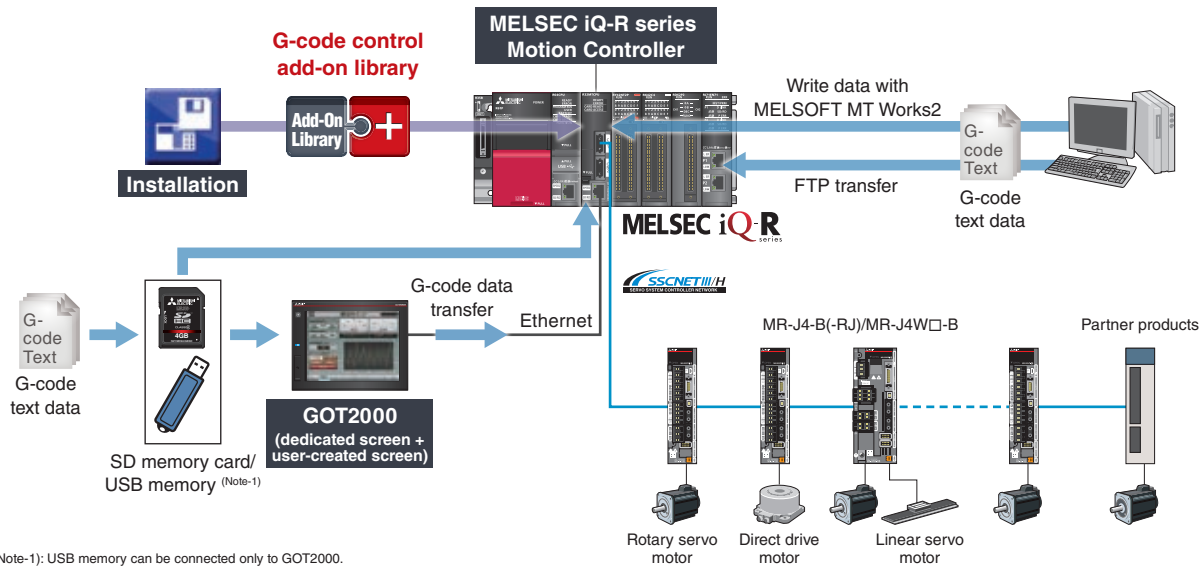 MELSEC iQ-R series
Motion Controller
G-code control
add-on library
Add-On
Library
Installation
Write data with
MELSOFT MT Works2
FTP transfer
G-
code
Text
G-code
text data
MELSEC iQ-R
series
SSCNETIII/H
SERVO SYSTEM CONTROLLER NETWORK
G-
code
Text
G-code
text data
4GB
SD memory card/
USB memory (Note-1)
GOT2000
(dedicated screen +
user-created screen)
G-code data
transfer
Ethernet
MR-J4-B(-RJ)/MR-J4W□-B
Partner products
Rotary servo
motor
Direct drive
motor
Linear servo
motor
Note-1): USB memory can be connected only to GOT2000.